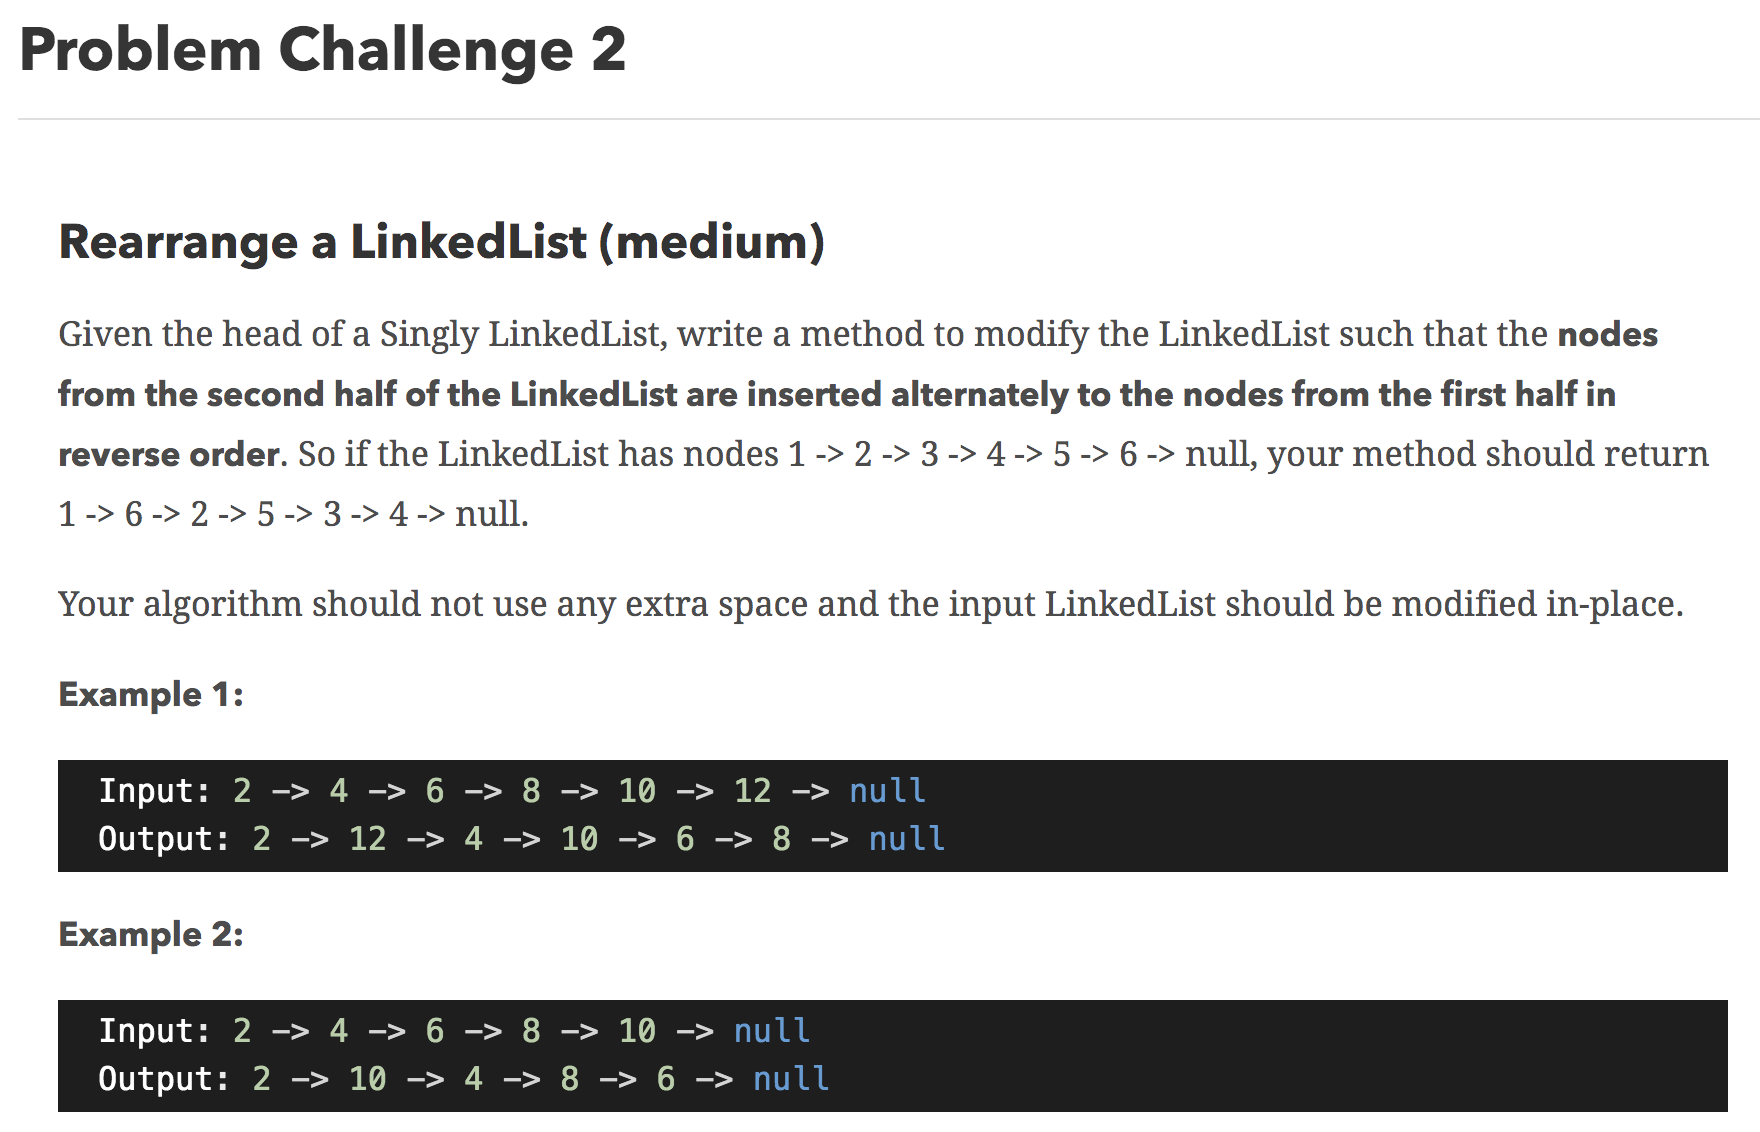 Problem Challenge 2
Rearrange a LinkedList (medium)
Given the head of a Singly LinkedList, write a method to modify the LinkedList such that the nodes
from the second half of the LinkedList are inserted alternately to the nodes from the first half in
reverse order. So if the LinkedList has nodes 1 -> 2 -> 3 -> 4 -> 5 -> 6 -> null, your method should return
1 -> 6 -> 2 -> 5 -> 3 -> 4 -> null.
Your algorithm should not use any extra space and the input LinkedList should be modified in-place.
Example 1:
Input: 2 -> 4 -> 6 -> 8 -> 10 -> 12 -> null
Output: 2 -> 12 -> 4 -> 10 -> 6 -> 8 -> null
Example 2:
Input: 2 -> 4 -> 6 -> 8 -> 10 -> null
Output: 2 -> 10 -> 4 -> 8 -> 6 -> null